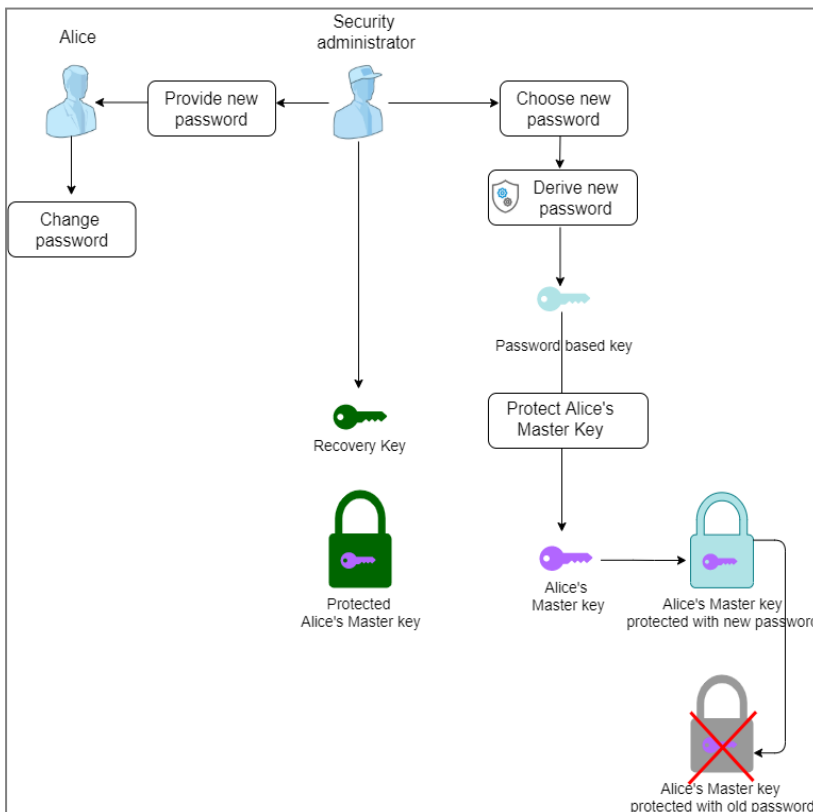 Alice
Security
administrator
Provide new
password
Choose new
password
Change
password
Derive new
password
Password based key
Recovery Key
Protect Alice's
Master Key
Protected
Alice's Master key
Alice's
Master key
Alice's Master key
protected with new password
Alice's Master key
protected with old password